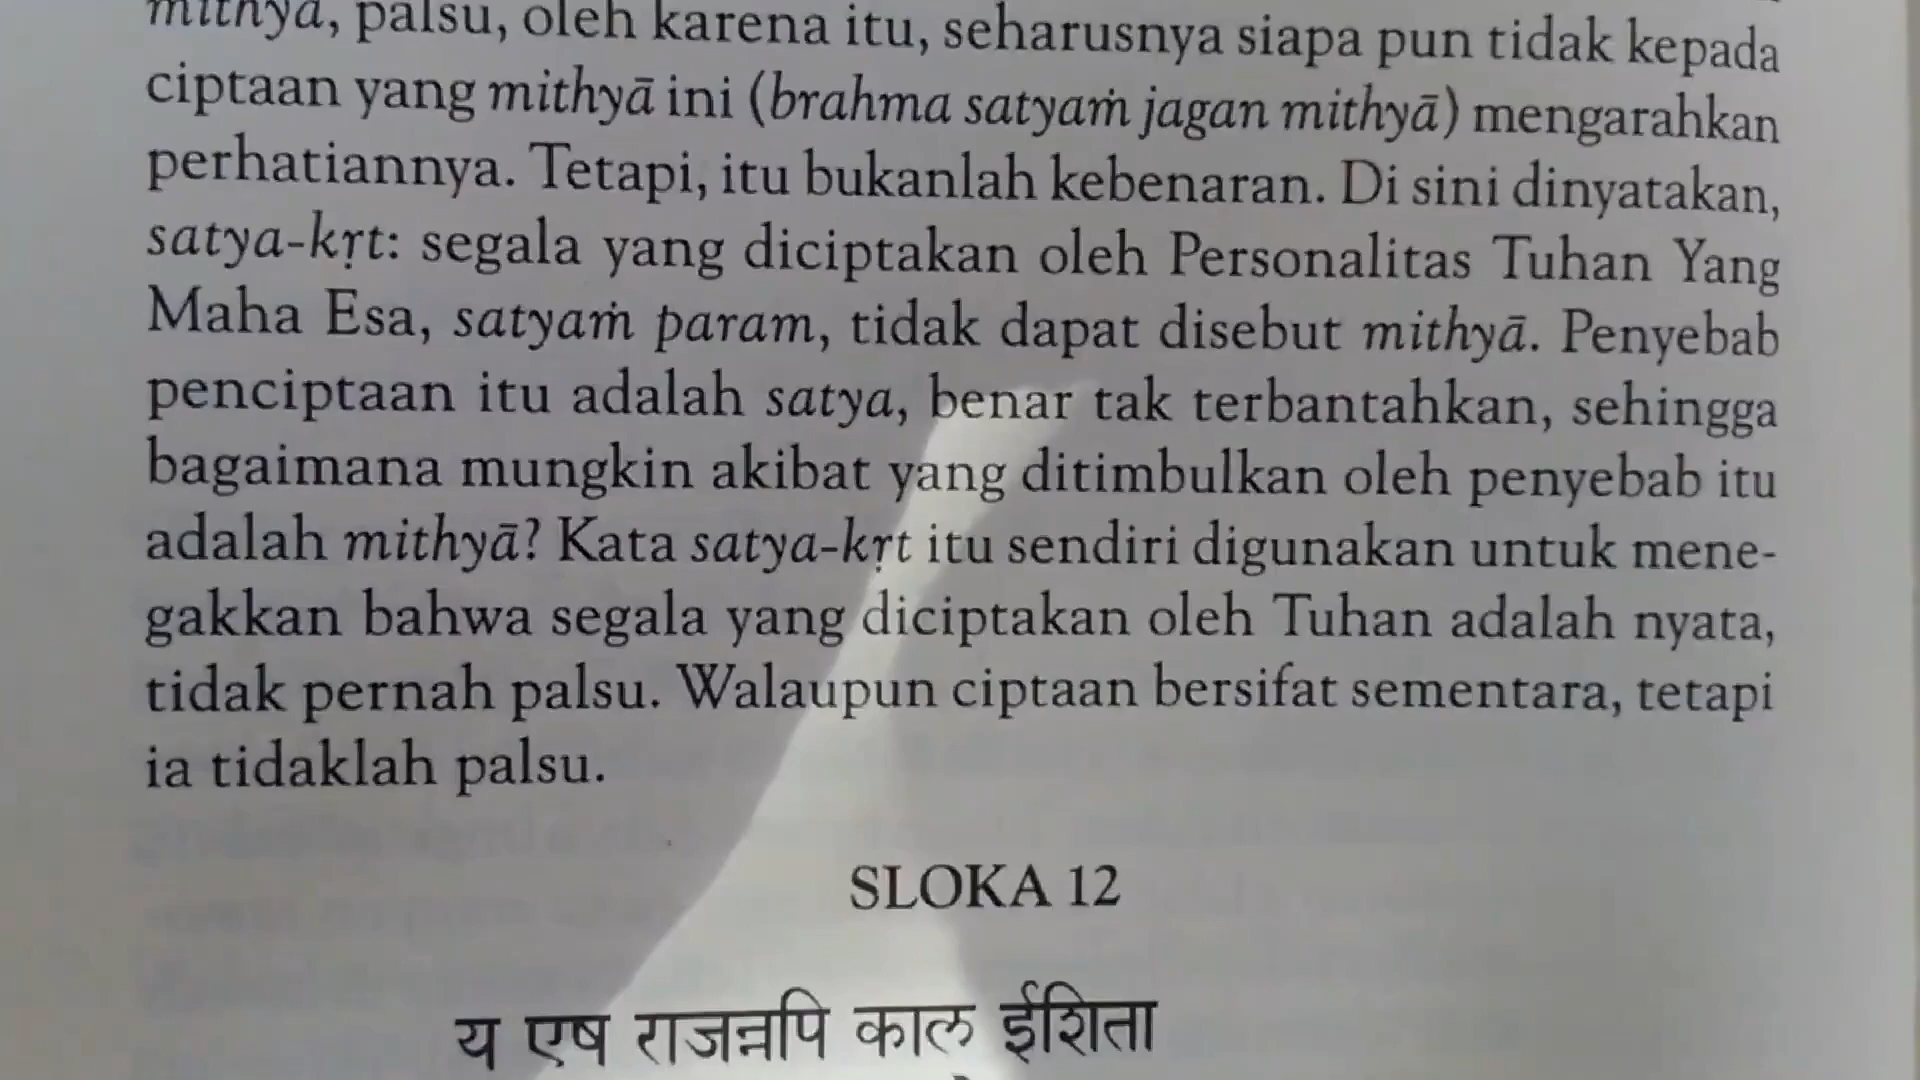 mithyā, palsu, oleh karena itu, seharusnya siapa pun tidak kepada
ciptaan yang mithyā ini (brahma satyaṁ jagan mithyā) mengarahkan
perhatiannya. Tetapi, itu bukanlah kebenaran. Di sini dinyatakan,
satya-kṛt: segala yang diciptakan oleh Personalitas Tuhan Yang
Maha Esa, satyaṁ param, tidak dapat disebut mithyā. Penyebab
penciptaan itu adalah satya, benar tak terbantahkan, sehingga
bagaimana mungkin akibat yang ditimbulkan oleh penyebab itu
adalah mithyā? Kata satya-kṛt itu sendiri digunakan untuk mene-
gakkan bahwa segala yang diciptakan oleh Tuhan adalah nyata,
tidak pernah palsu. Walaupun ciptaan bersifat sementara, tetapi
ia tidaklah palsu.
SLOKA 12
य एष राजन्नपि काल ईशिता